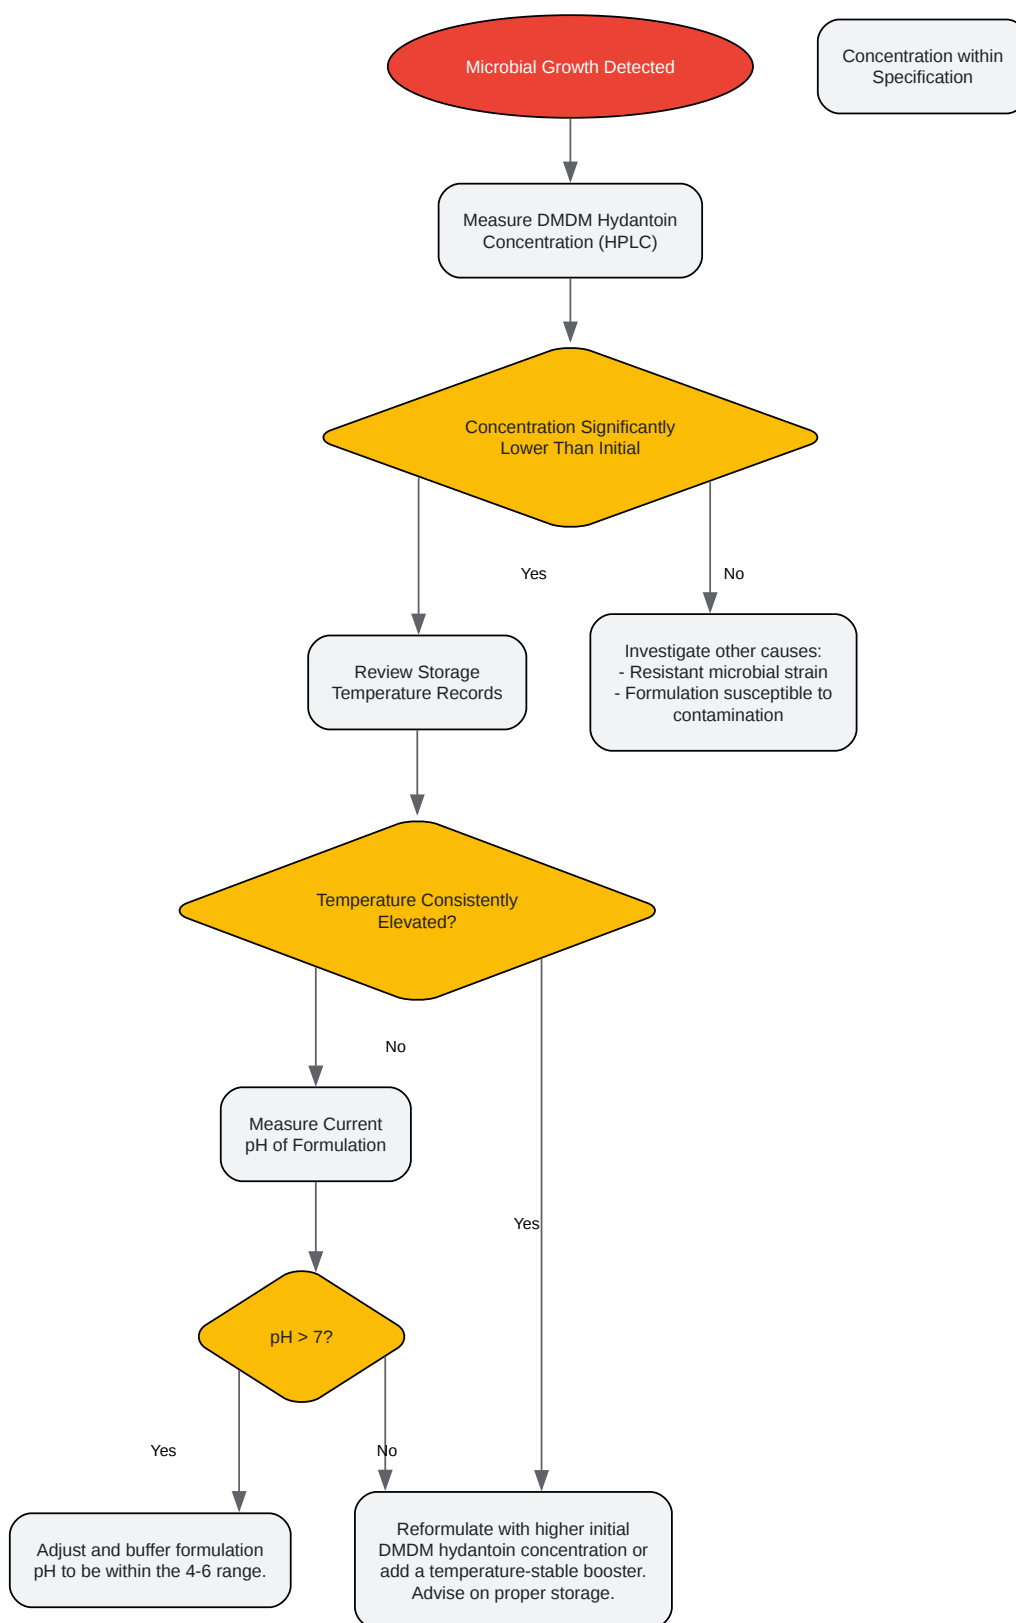 Microbial Growth Detected
Concentration within
Specification
Measure DMDM Hydantoin
Concentration (HPLC)
Concentration Significantly
Lower Than Initial
Yes
No
Review Storage
Temperature Records
Investigate other causes:
- Resistant microbial strain
- Formulation susceptible to
contamination
Temperature Consistently
Elevated?
No
Measure Current
pH of Formulation
Yes
pH > 7?
Yes
No
Adjust and buffer formulation
pH to be within the 4-6 range.
Reformulate with higher initial
DMDM hydantoin concentration or
add a temperature-stable booster.
Advise on proper storage.